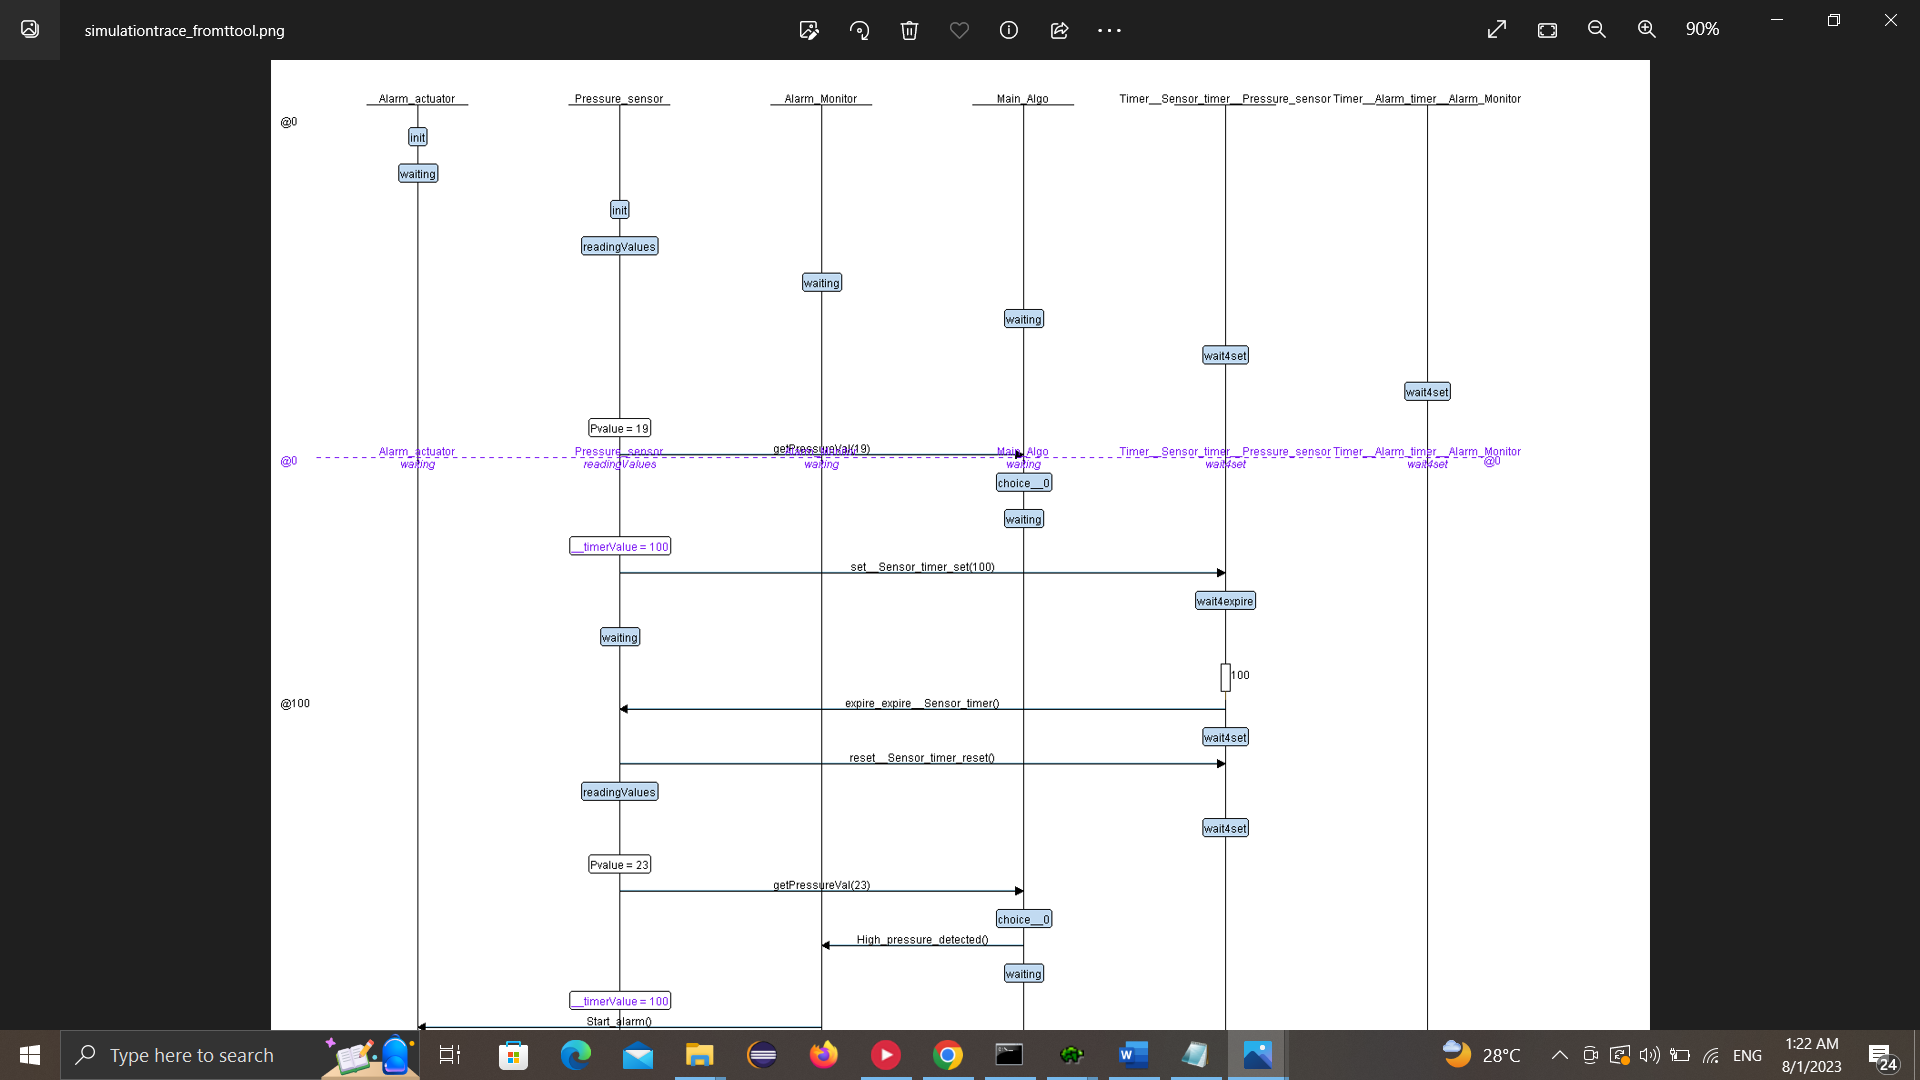 simulationtrace_fromttool.png
90%
Alarm_actuator Pressure_sensor Alarm_Monitor Main_Algo Timer__Sensor_timer__Pressure_sensor Timer__Alarm_timer__Alarm_Monitor
@0
init
waiting
init
readingValues
waiting
waiting
wait4set
wait4set
Pvalue = 19
getPressureVal(19)
Alarm_actuator Pressure_sensor Main_Algo Timer__Sensor_timer__Pressure_sensor Timer__Alarm_timer__Alarm_Monitor
@0 waiting readingValues waiting waiting wait4set wait4set @0
choice__0
waiting
__timerValue = 100
set__Sensor_timer_set(100)
wait4expire
waiting
100
@100 expire_expire__Sensor_timer()
wait4set
reset__Sensor_timer_reset()
readingValues
wait4set
Pvalue = 23
getPressureVal(23)
choice__0
High_pressure_detected()
waiting
__timerValue = 100
Start_alarm()
Type here to search
28°C
ENG
1:22 AM
8/1/2023
24